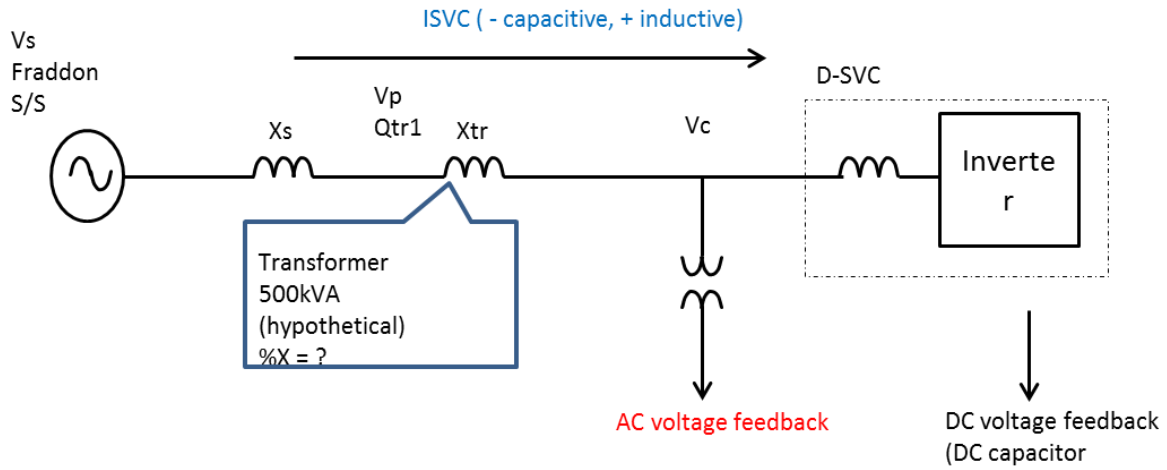 ISVC ( - capacitive, + inductive)
Vs
Fraddon
S/S
D-SVC
Vp
Qtr1
Xs
Xtr
Vc
Inverte
r
Transformer
500kVA
(hypothetical)
%X = ?
AC voltage feedback
DC voltage feedback
(DC capacitor